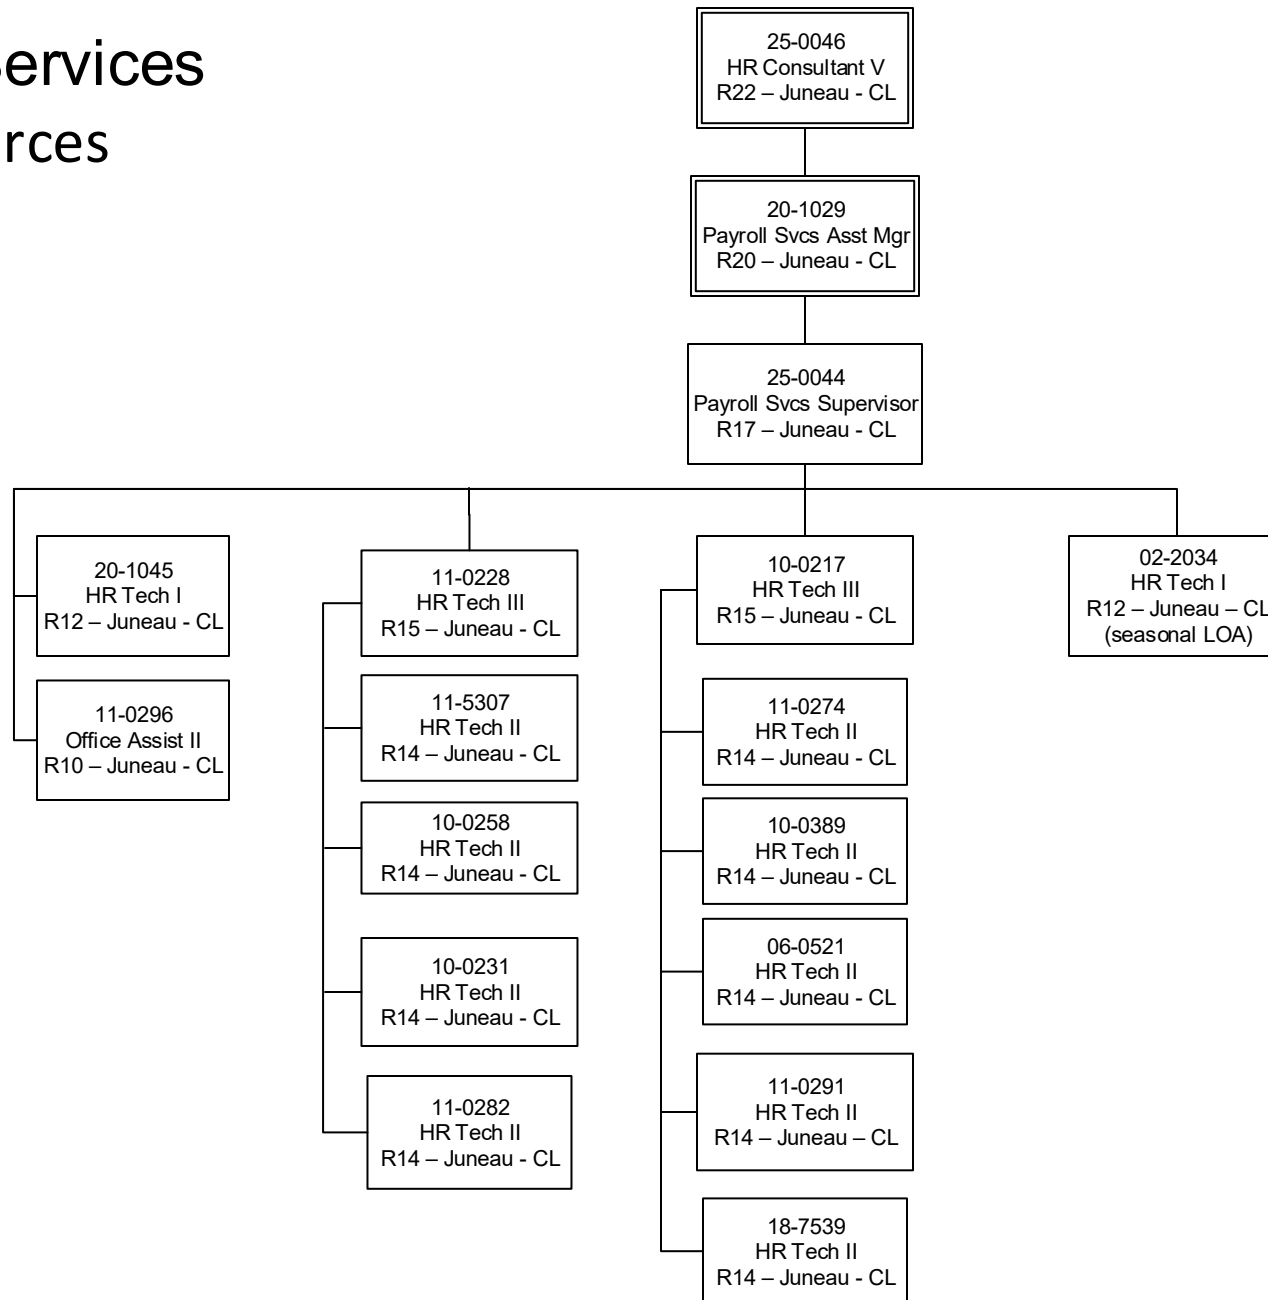 ervices
rces
25-0046
HR Consultant V
R22 – Juneau - CL
20-1029
Payroll Svcs Asst Mgr
R20 – Juneau - CL
25-0044
Payroll Svcs Supervisor
R17 – Juneau - CL
20-1045
HR Tech I
R12 – Juneau - CL
11-0296
Office Assist II
R10 – Juneau - CL
11-0228
HR Tech III
R15 – Juneau - CL
11-5307
HR Tech II
R14 – Juneau - CL
10-0258
HR Tech II
R14 – Juneau - CL
10-0231
HR Tech II
R14 – Juneau - CL
11-0282
HR Tech II
R14 – Juneau - CL
10-0217
HR Tech III
R15 – Juneau - CL
11-0274
HR Tech II
R14 – Juneau - CL
10-0389
HR Tech II
R14 – Juneau - CL
06-0521
HR Tech II
R14 – Juneau - CL
11-0291
HR Tech II
R14 – Juneau – CL
18-7539
HR Tech II
R14 – Juneau - CL
02-2034
HR Tech I
R12 – Juneau – CL
(seasonal LOA)